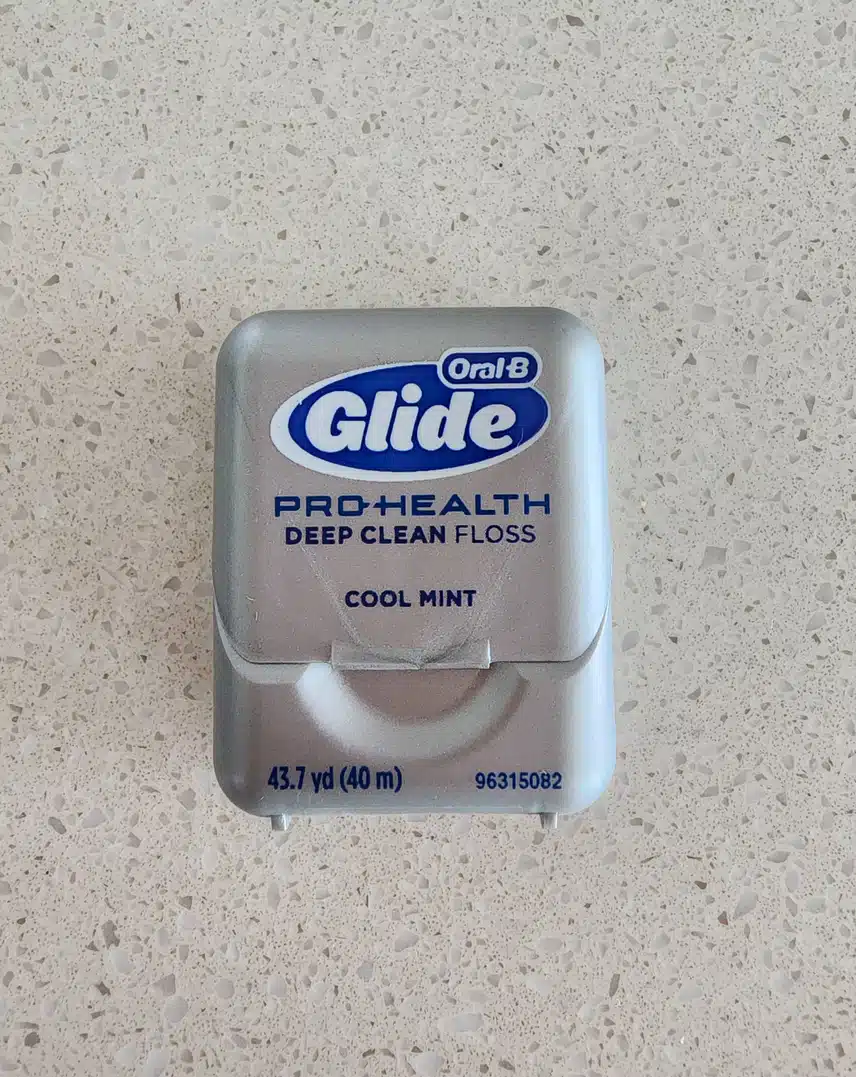 Oral-B
Glide
PRO-HEALTH
DEEP CLEAN FLOSS
COOL MINT
43.7 yd (40 m)
96315082